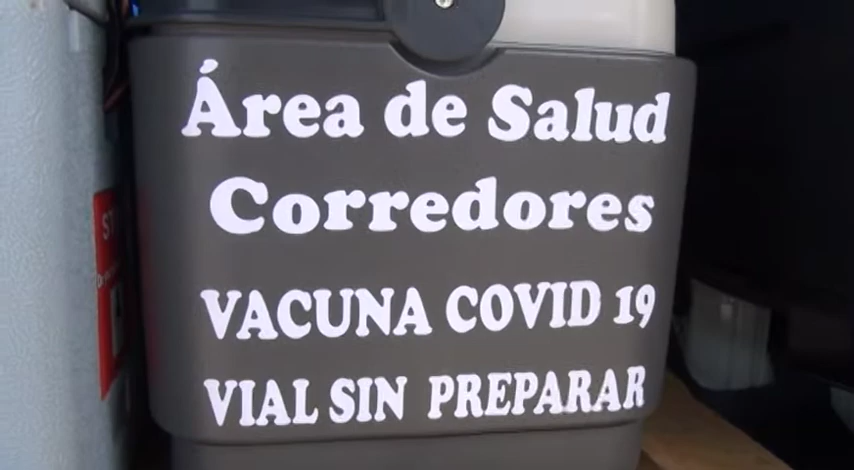 Área de Salud
Corredores
VACUNA COVID 19
VIAL SIN PREPARAR